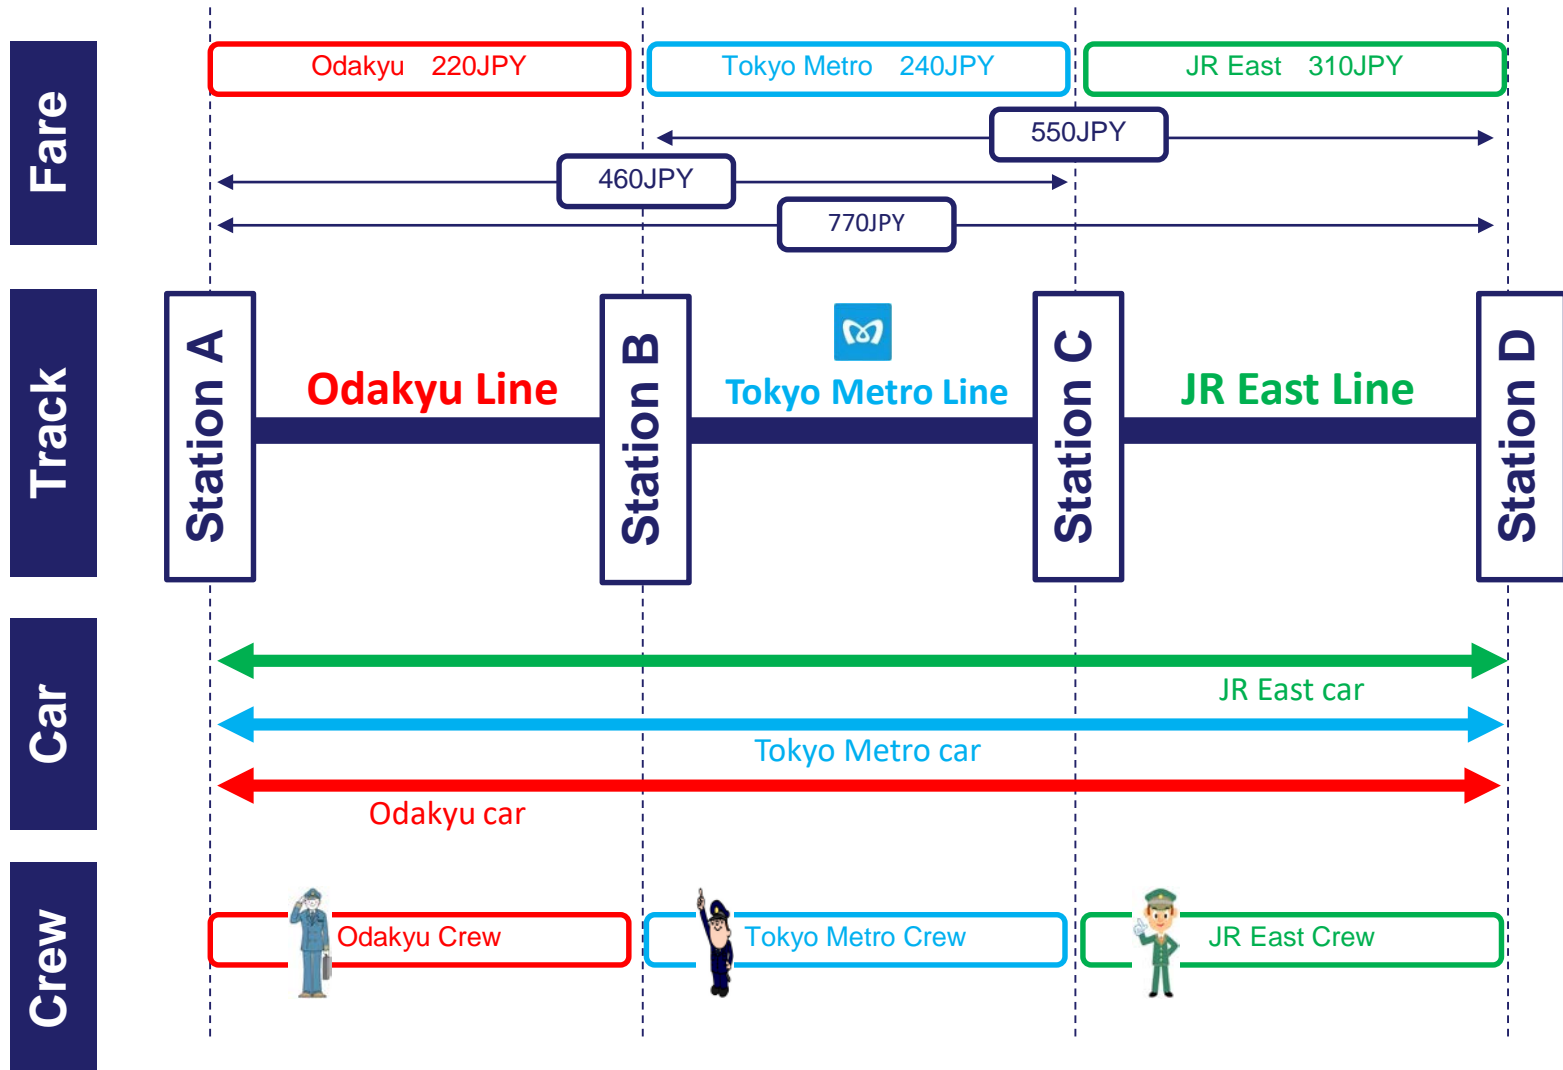 Fare
Odakyu 220JPY
Tokyo Metro 240JPY
JR East 310JPY
550JPY
460JPY
770JPY
Track
Station A
Odakyu Line
Station B
Tokyo Metro Line
Station C
JR East Line
Station D
Car
JR East car
Tokyo Metro car
Odakyu car
Crew
Odakyu Crew
Tokyo Metro Crew
JR East Crew